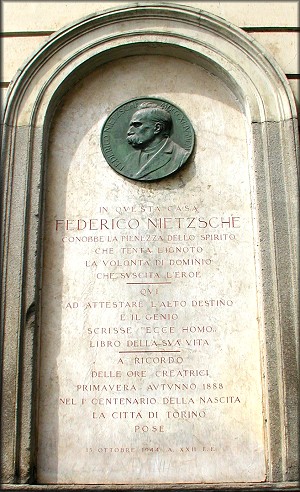 IN QVESTA CASA
FEDERICO NIETZSCHE
CONOBBE LA PIENEZZA DELLO SPIRITO
CHE TENTA L'IGNOTO
LA VOLONTÀ DI DOMINIO
CHE SVSCITA L'EROE
QVI
AD ATTESTARE L'ALTO DESTINO
E IL GENIO
SCRISSE "ECCE HOMO"
LIBRO DELLA SVA VITA
A RICORDO
DELLE ORE CREATRICI
PRIMAVERA AVTVNNO 1888
NEL I CENTENARIO DELLA NASCITA
LA CITTÀ DI TORINO
POSE
15 OTTOBRE 1944 A. XXII E.F.